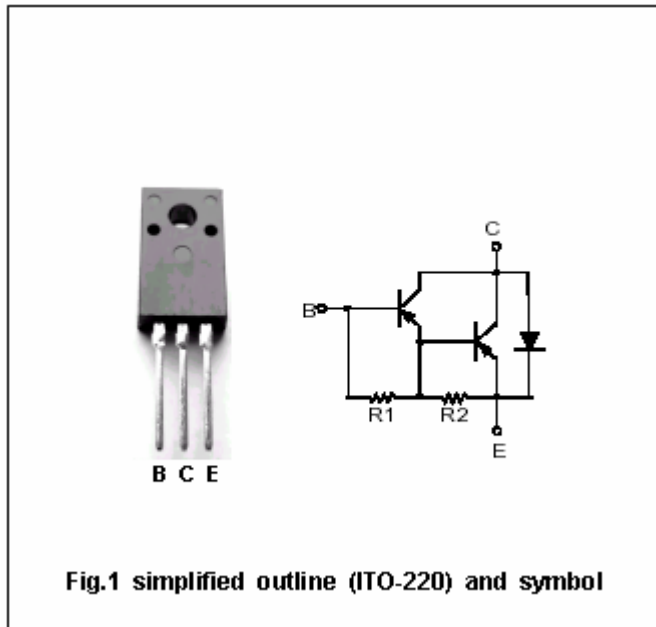 C
B
R1 R2
E
B C E
Fig.1 simplified outline (ITO-220) and symbol